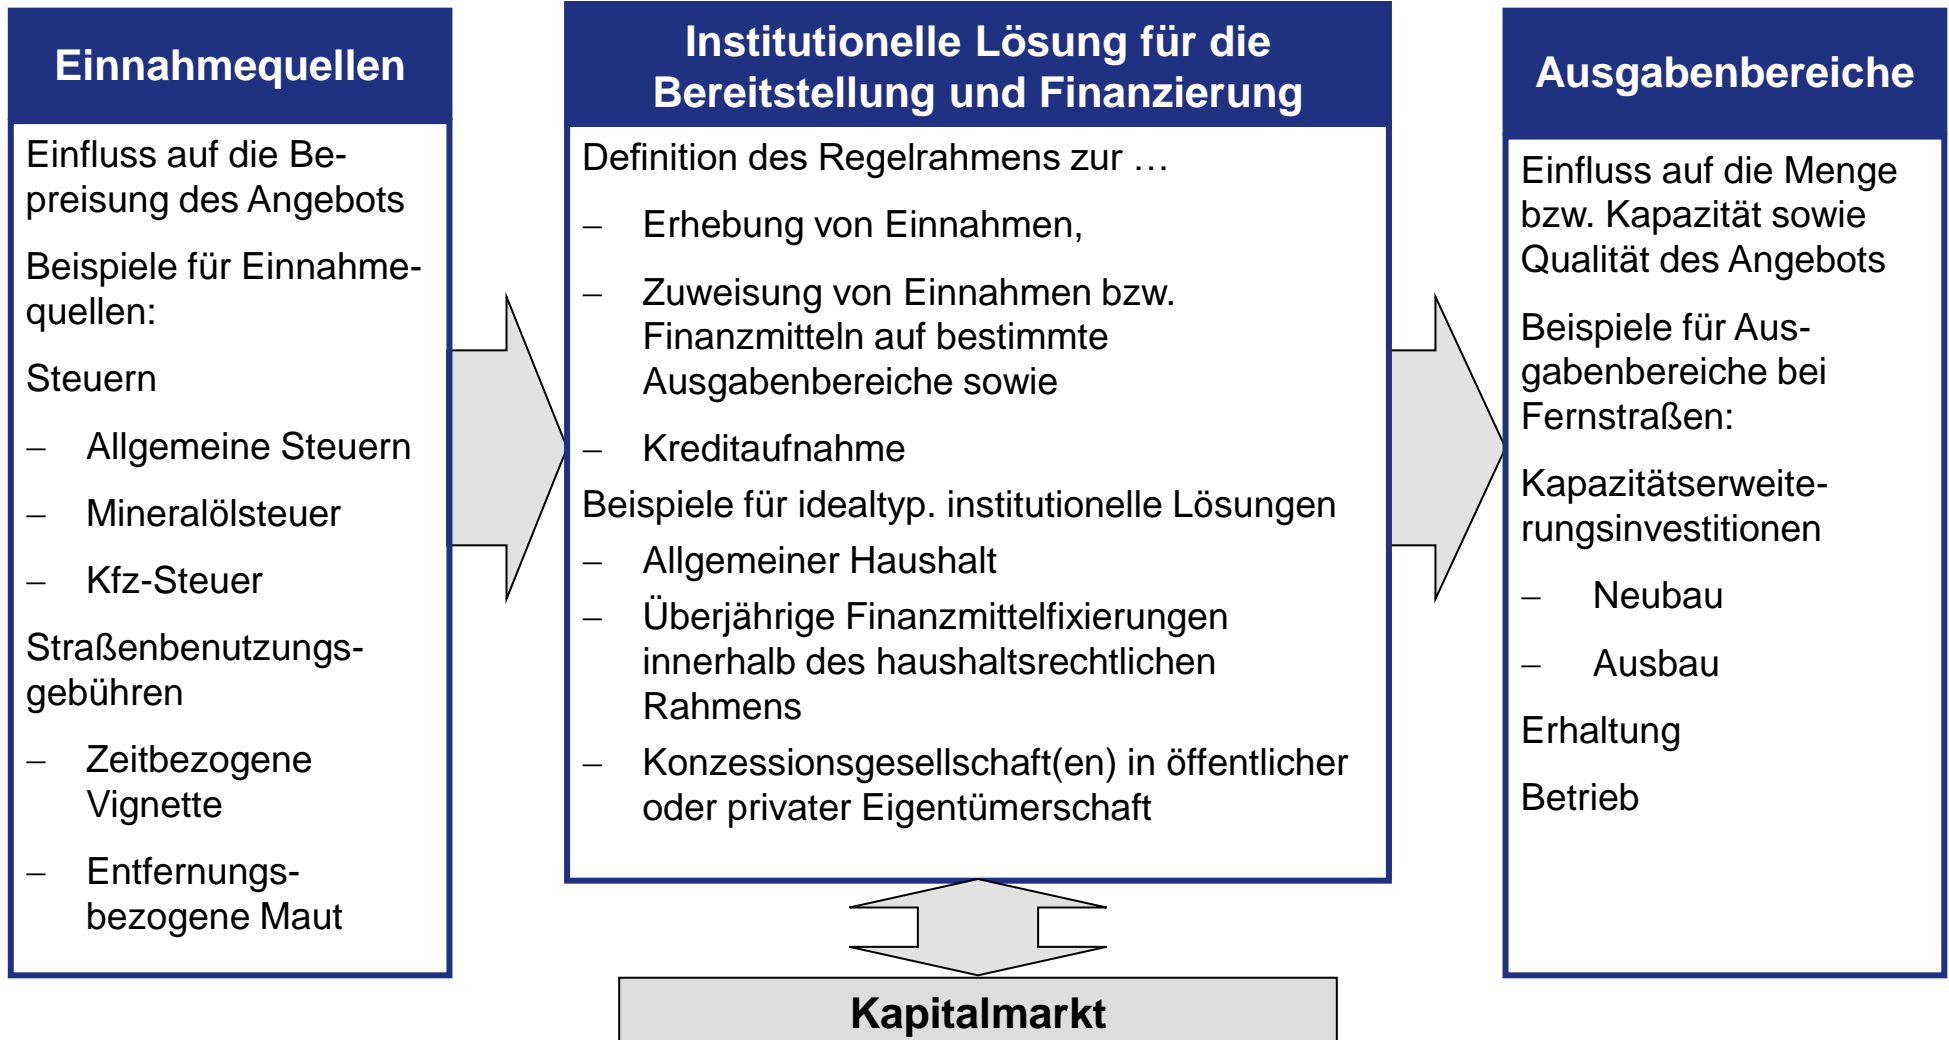 Einnahmequellen
Einfluss auf die Be-
preisung des Angebots
Beispiele für Einnahme-
quellen:
Steuern
– Allgemeine Steuern
– Mineralölsteuer
– Kfz-Steuer
Straßenbenutzungs-
gebühren
– Zeitbezogene
Vignette
– Entfernungs-
bezogene Maut
Institutionelle Lösung für die
Bereitstellung und Finanzierung
Definition des Regelrahmens zur …
– Erhebung von Einnahmen,
– Zuweisung von Einnahmen bzw.
Finanzmitteln auf bestimmte
Ausgabenbereiche sowie
– Kreditaufnahme
Beispiele für idealtyp. institutionelle Lösungen
– Allgemeiner Haushalt
– Überjährige Finanzmittelfixierungen
innerhalb des haushaltsrechtlichen
Rahmens
– Konzessionsgesellschaft(en) in öffentlicher
oder privater Eigentümerschaft
Ausgabenbereiche
Einfluss auf die Menge
bzw. Kapazität sowie
Qualität des Angebots
Beispiele für Aus-
gabenbereiche bei
Fernstraßen:
Kapazitätserweite-
rungsinvestitionen
– Neubau
– Ausbau
Erhaltung
Betrieb
Kapitalmarkt